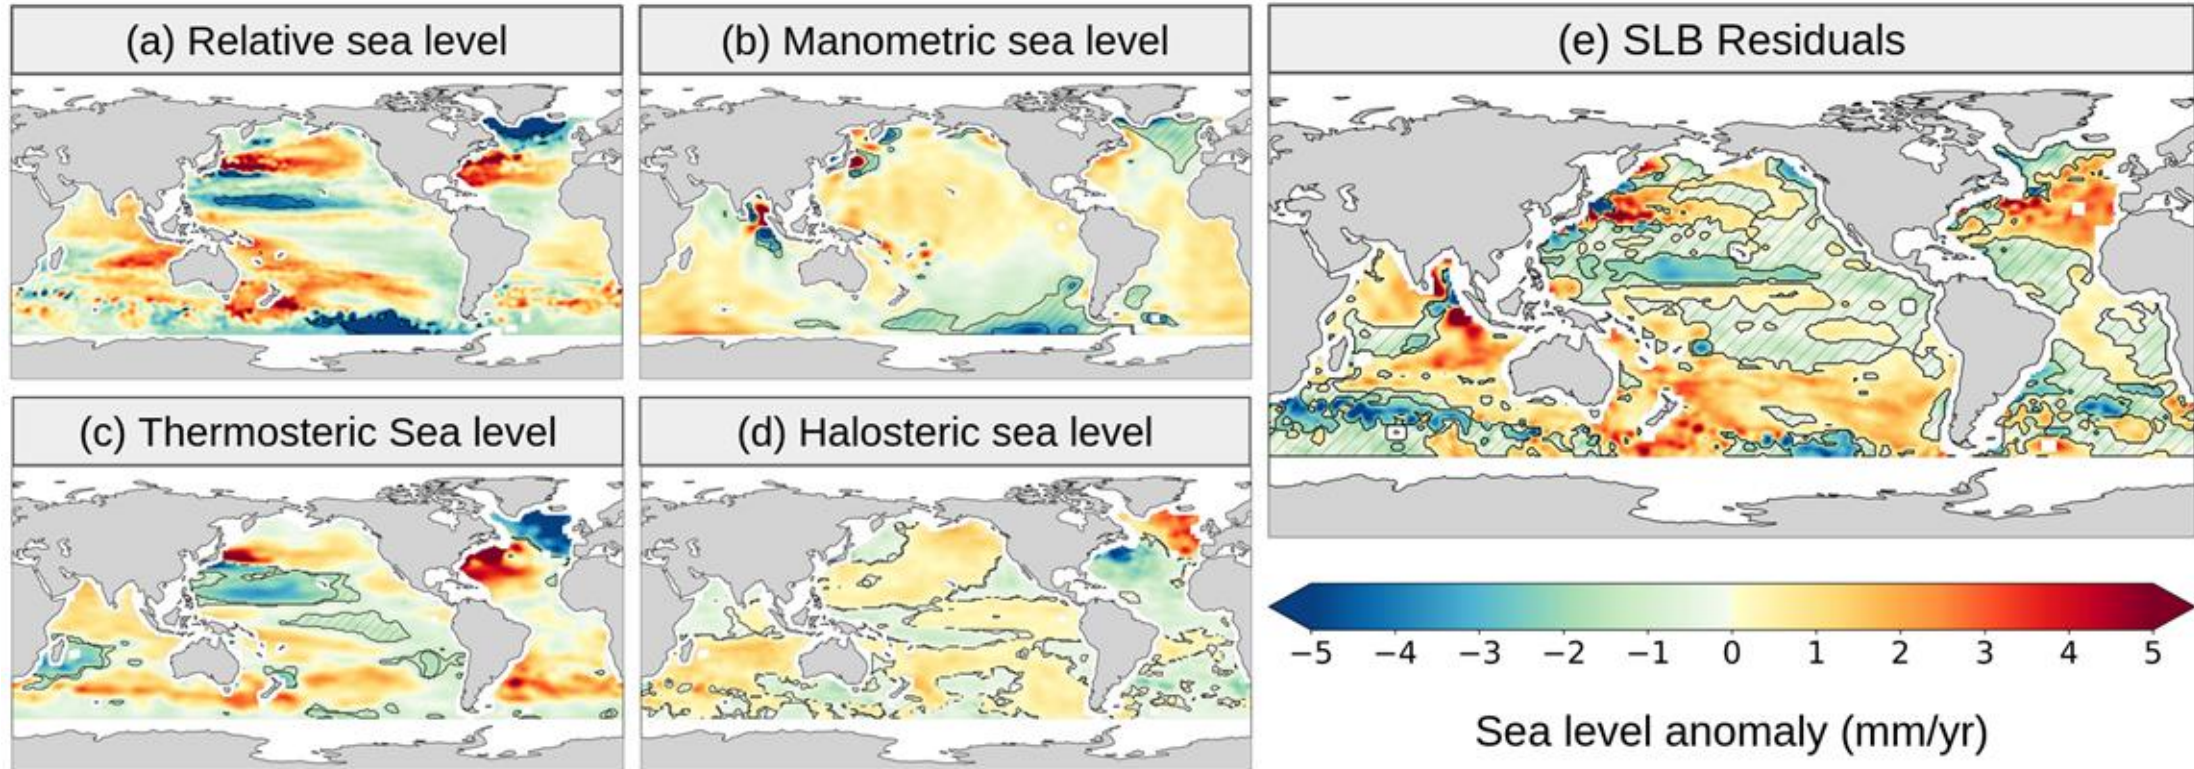 (a) Relative sea level
(b) Manometric sea level
(e) SLB Residuals
(c) Thermosteric Sea level
(d) Halosteric sea level
−5 −4 −3 −2 −1 0 1 2 3 4 5
Sea level anomaly (mm/yr)